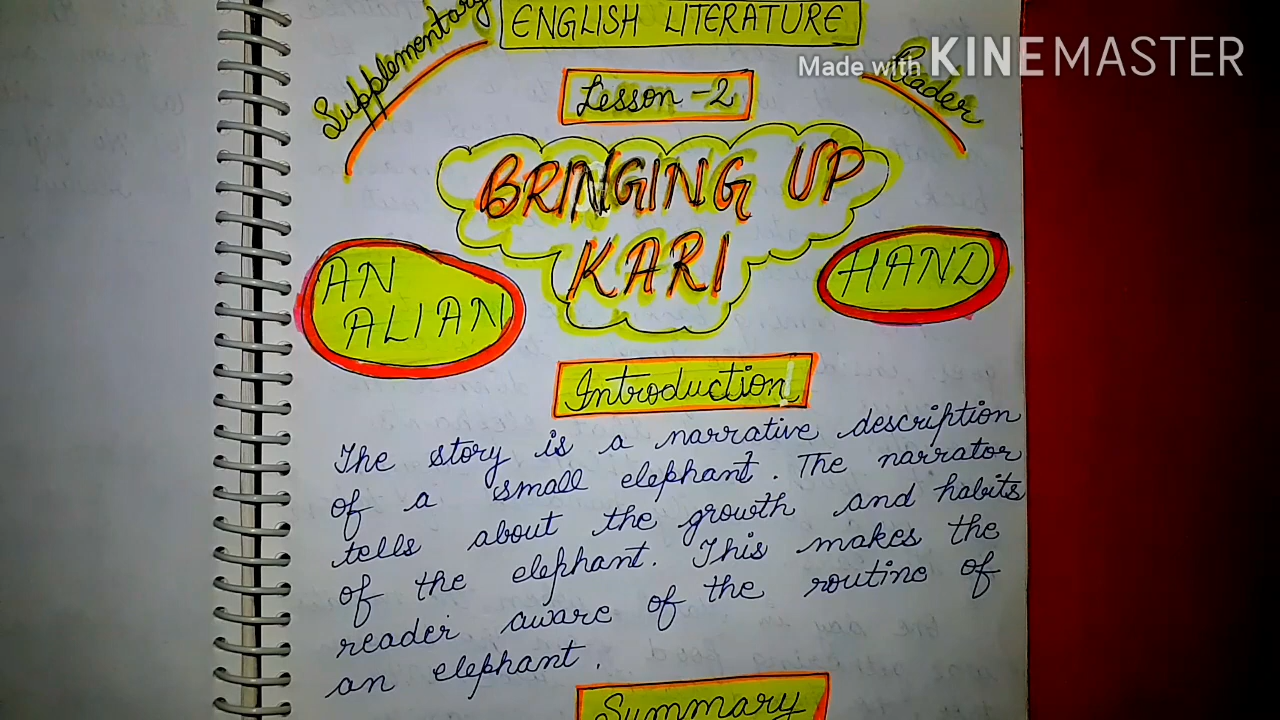 ENGLISH LITERATURE
Made with KINEMASTER
Supplementary Reader
Lesson - 2
BRINGING UP
KARI
AN
ALIAN
HAND
Introduction
The story is a narrative description
of a small elephant. The narrator
tells about the growth and habits
of the elephant. This makes the
reader aware of the routine of
an elephant.
Summary